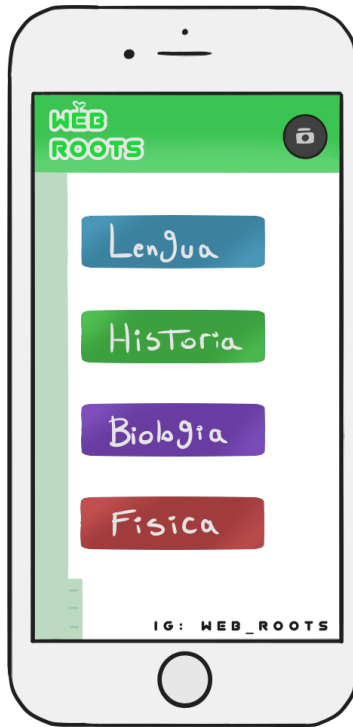 WEB
ROOTS
Lengua
Historia
Biologia
Fisica
IG: WEB_ROOTS